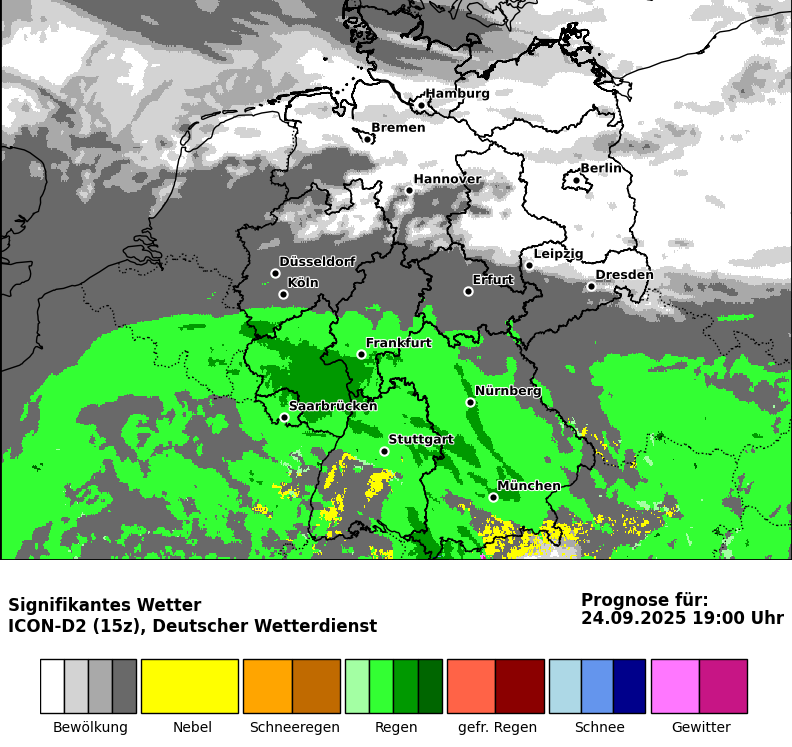 Hamburg
Bremen
Berlin
Hannover
Leipzig
Düsseldorf
Dresden
Köln
Erfurt
Frankfurt
Nürnberg
Saarbrücken
Stuttgart
München
Signifikantes Wetter
ICON-D2 (15z), Deutscher Wetterdienst
Prognose für:
24.09.2025 19:00 Uhr
Bewölkung
Nebel
Schneeregen
Regen
gefr. Regen
Schnee
Gewitter